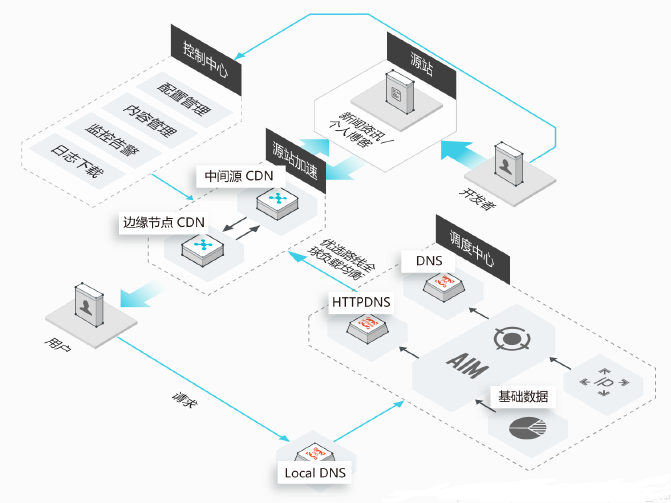 控制中心
配置管理
内容管理
监控告警
日志下载
源站
新闻资讯 /
个人博客
开发者
源站加速
中间源 CDN
边缘节点 CDN
优选路线全
球负载均衡
调度中心
DNS
HTTPDNS
AIM
ip
基础数据
用户
请求
Local DNS